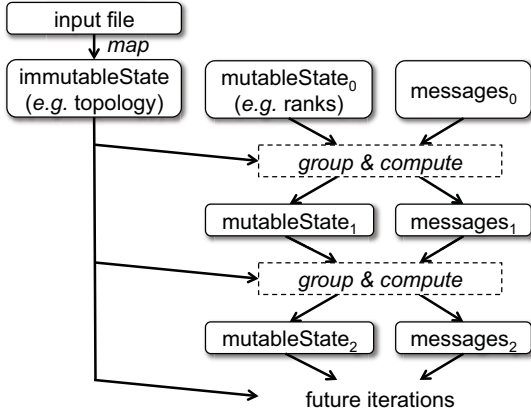 input file
map
immutableState
(e.g. topology)
mutableState₀
(e.g. ranks)
messages₀
group & compute
mutableState₁
messages₁
group & compute
mutableState₂
messages₂
future iterations